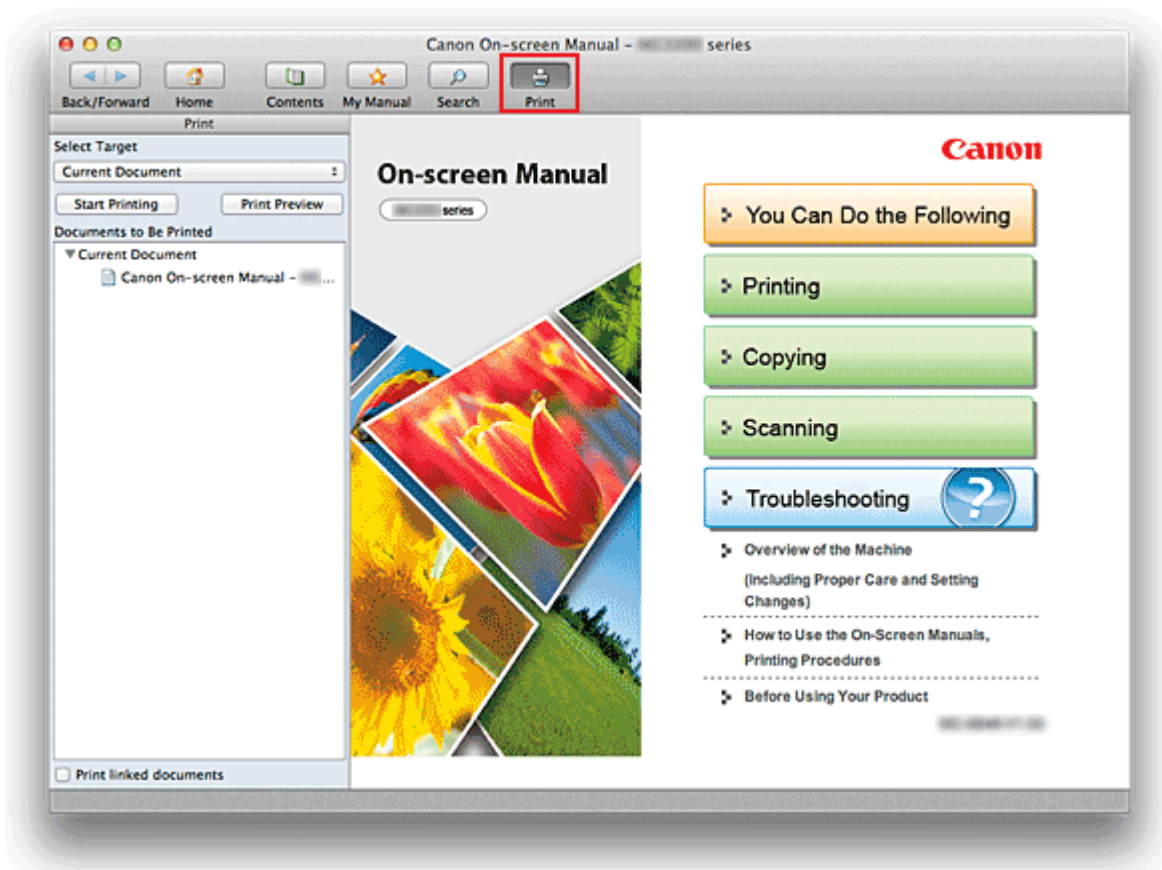 Canon On-screen Manual - series
Back/Forward Home Contents My Manual Search Print
Print
Select Target
Current Document
Start Printing Print Preview
Documents to Be Printed
Current Document
Canon On-screen Manual - ...
Print linked documents
On-screen Manual
series
Canon
You Can Do the Following
Printing
Copying
Scanning
Troubleshooting ?
Overview of the Machine
(Including Proper Care and Setting
Changes)
How to Use the On-Screen Manuals,
Printing Procedures
Before Using Your Product